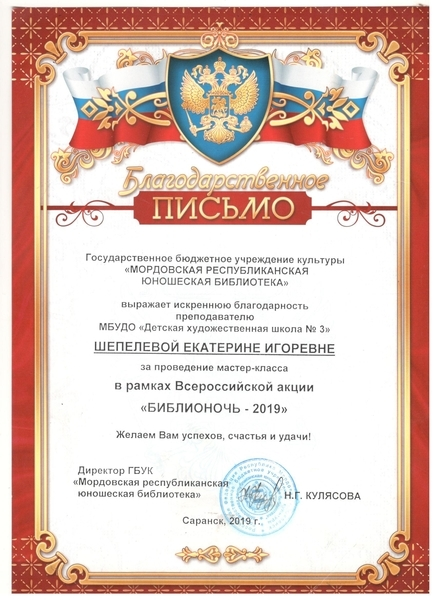 Благодарственное
ПИСЬМО
Государственное бюджетное учреждение культуры
«МОРДОВСКАЯ РЕСПУБЛИКАНСКАЯ
ЮНОШЕСКАЯ БИБЛИОТЕКА»
выражает искреннюю благодарность
преподавателю
МБУДО «Детская художественная школа № 3»
ШЕПЕЛЕВОЙ ЕКАТЕРИНЕ ИГОРЕВНЕ
за проведение мастер-класса
в рамках Всероссийской акции
«БИБЛИОНОЧЬ - 2019»
Желаем Вам успехов, счастья и удачи!
Директор ГБУК
«Мордовская республиканская
юношеская библиотека»
Н.Г. КУЛЯСОВА
Саранск, 2019 г.